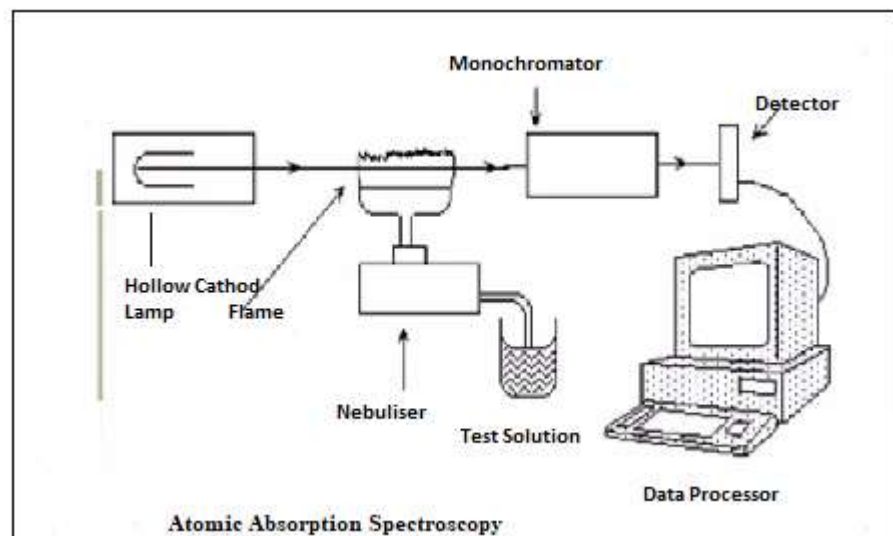 Monochromator
Detector
Hollow Cathod
Lamp
Flame
Nebuliser
Test Solution
Data Processor
Atomic Absorption Spectroscopy